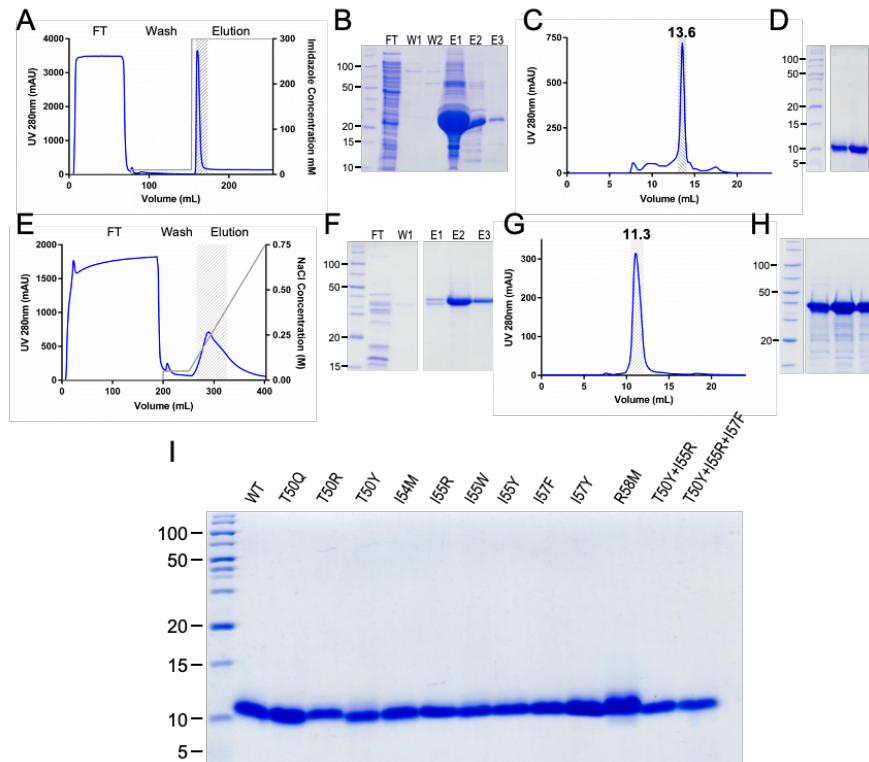 A
FT Wash Elution
UV 280nm (mAU)
4000
3000
2000
1000
0
0 100 200
Volume (mL)
300
200
100
0
Imidazole Concentration mM
B
FT W1 W2 E1 E2 E3
100
50
20
15
10
C
13.6
UV 280nm (mAU)
750
500
250
0
0 5 10 15 20
Volume (mL)
D
100
50
20
15
10
5
E
FT Wash Elution
UV 280nm (mAU)
2000
1500
1000
500
0
0 100 200 300 400
Volume (mL)
0.75
0.50
0.25
0.00
NaCl Concentration (M)
F
FT W1 E1 E2 E3
100
50
20
15
G
11.3
UV 280nm (mAU)
300
200
100
0
0 5 10 15 20
Volume (mL)
H
100
50
20
I
WT T50Q T50R T50Y I54M I55R I55W I55Y I57F I57Y R58M T50Y+I55R T50Y+I55R+I57F
100
50
20
15
10
5